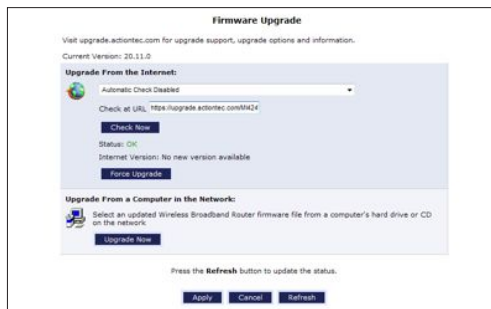 Firmware Upgrade
Visit upgrade.actiontec.com for upgrade support, upgrade options and information.
Current Version: 20.11.0
Upgrade From the Internet:
Automatic Check Disabled
Check at URL https://upgrade.actiontec.com/MI424
Check Now
Status: OK
Internet Version: No new version available
Force Upgrade
Upgrade From a Computer in the Network:
Select an updated Wireless Broadband Router firmware file from a computer's hard drive or CD
on the network
Upgrade Now
Press the Refresh button to update the status.
Apply Cancel Refresh